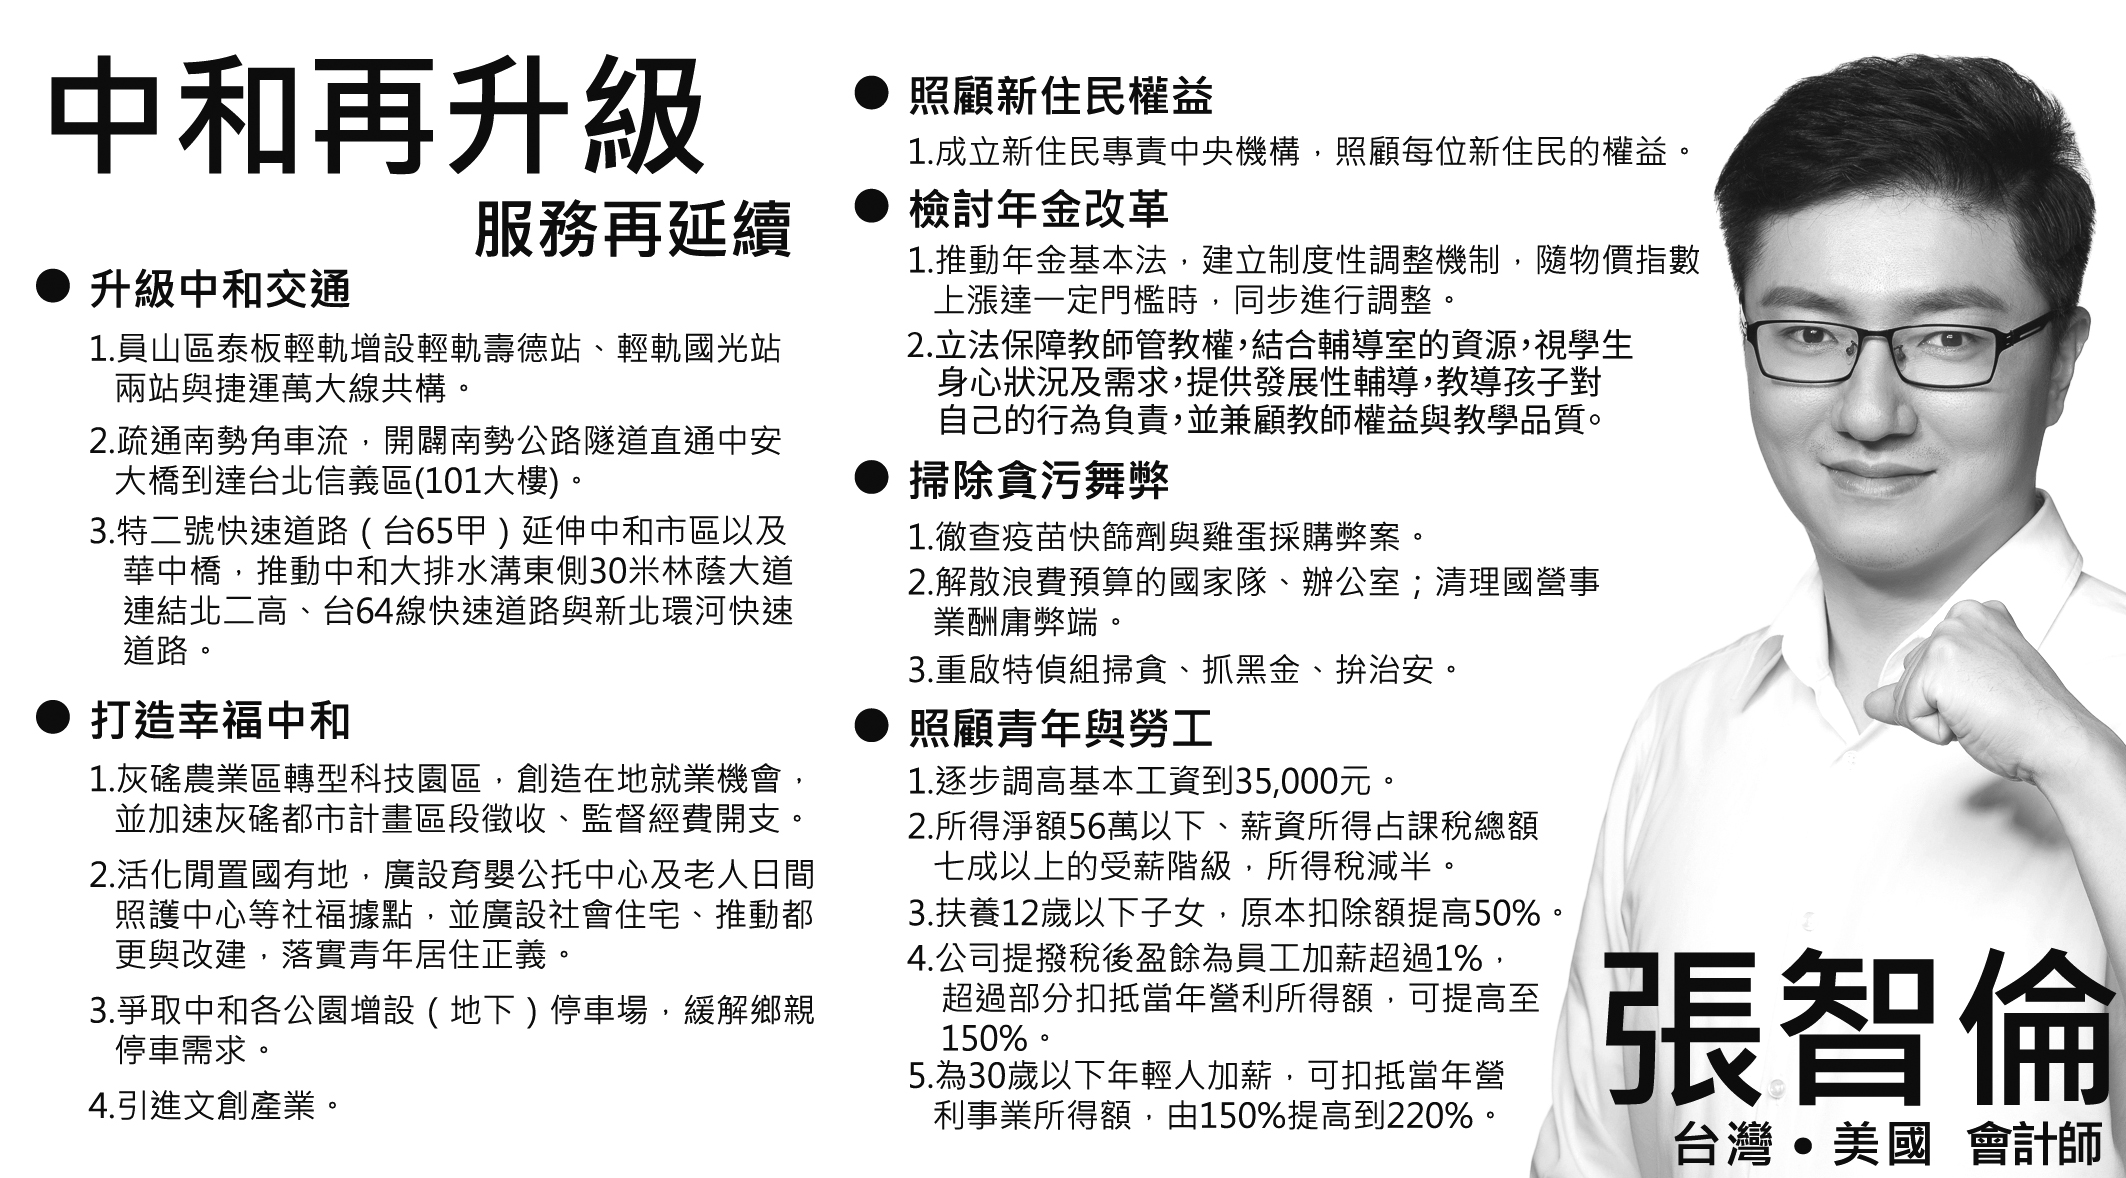 中和再升級
服務再延續
● 升級中和交通
1.員山區泰板輕軌增設輕軌壽德站、輕軌國光站
兩站與捷運萬大線共構。
2.疏通南勢角車流，開闢南勢公路隧道直通中安
大橋到達台北信義區(101大樓)。
3.特二號快速道路（台65甲）延伸中和市區以及
華中橋，推動中和大排水溝東側30米林蔭大道
連結北二高、台64線快速道路與新北環河快速
道路。
● 打造幸福中和
1.灰磘農業區轉型科技園區，創造在地就業機會，
並加速灰磘都市計畫區段徵收、監督經費開支。
2.活化閒置國有地，廣設育嬰公托中心及老人日間
照護中心等社福據點，並廣設社會住宅、推動都
更與改建，落實青年居住正義。
3.爭取中和各公園增設（地下）停車場，緩解鄉親
停車需求。
4.引進文創產業。
● 照顧新住民權益
1.成立新住民專責中央機構，照顧每位新住民的權益。
● 檢討年金改革
1.推動年金基本法，建立制度性調整機制，隨物價指數
上漲達一定門檻時，同步進行調整。
2.立法保障教師管教權，結合輔導室的資源，視學生
身心狀況及需求，提供發展性輔導，教導孩子對
自己的行為負責，並兼顧教師權益與教學品質。
● 掃除貪污舞弊
1.徹查疫苗快篩劑與雞蛋採購弊案。
2.解散浪費預算的國家隊、辦公室；清理國營事
業酬庸弊端。
3.重啟特偵組掃貪、抓黑金、拚治安。
● 照顧青年與勞工
1.逐步調高基本工資到35,000元。
2.所得淨額56萬以下、薪資所得占課稅總額
七成以上的受薪階級，所得稅減半。
3.扶養12歲以下子女，原本扣除額提高50%。
4.公司提撥稅後盈餘為員工加薪超過1%，
超過部分扣抵當年營利所得額，可提高至
150%。
5.為30歲以下年輕人加薪，可扣抵當年營
利事業所得額，由150%提高到220%。
張智倫
台灣•美國 會計師